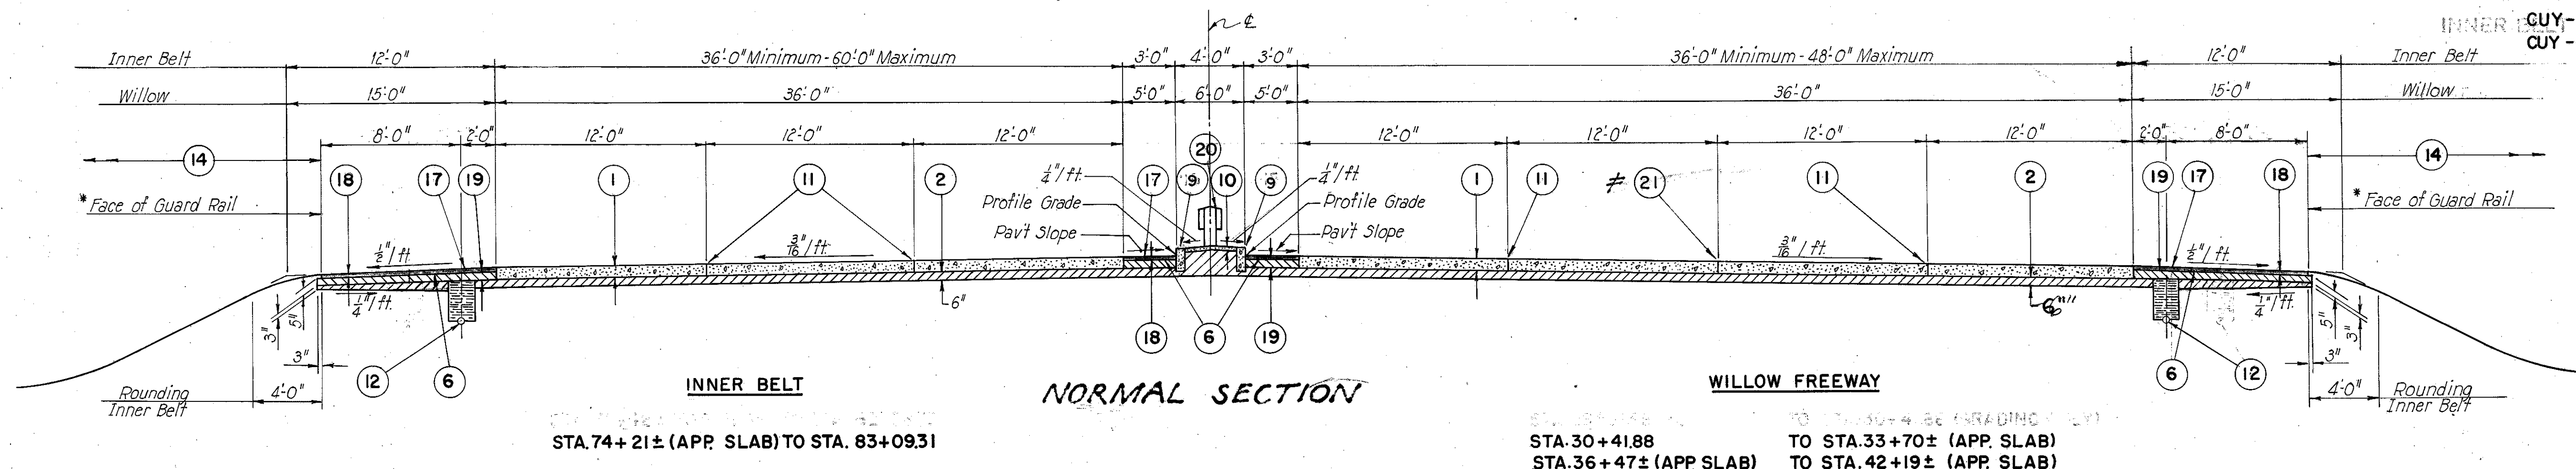 CUY-
INNER BELT
CUY-
℄
Inner Belt
12'-0"
36'-0" Minimum - 60'-0" Maximum
3'-0"
4'-0"
3'-0"
36'-0" Minimum - 48'-0" Maximum
12'-0"
Inner Belt
Willow
15'-0"
36'-0"
5'-0"
6'-0"
5'-0"
36'-0"
15'-0"
Willow
8'-0"
2'-0"
12'-0"
12'-0"
12'-0"
12'-0"
12'-0"
12'-0"
12'-0"
2'-0"
8'-0"
14
20
14
18
17
19
1
11
2
1/4"/ft.
17
9
10
9
1/4"/ft.
1
11
≠ 21
11
2
19
17
18
* Face of Guard Rail
Profile Grade
Profile Grade
* Face of Guard Rail
Pav't Slope
Pav't Slope
1/2"/ft.
3/16"/ft.
3/16"/ft.
1/2"/ft.
1/4"/ft.
6"
6"
1/4"/ft.
3"
5"
5"
3"
18
6
19
3"
3"
12
6
6
12
Rounding
Inner Belt
4'-0"
INNER BELT
NORMAL SECTION
WILLOW FREEWAY
4'-0"
Rounding
Inner Belt
STA. 74+21± (APP. SLAB) TO STA. 83+09.31
STA. 30+41.88 TO STA. 33+70± (APP. SLAB)
STA. 36+47± (APP. SLAB) TO STA. 42+19± (APP. SLAB)